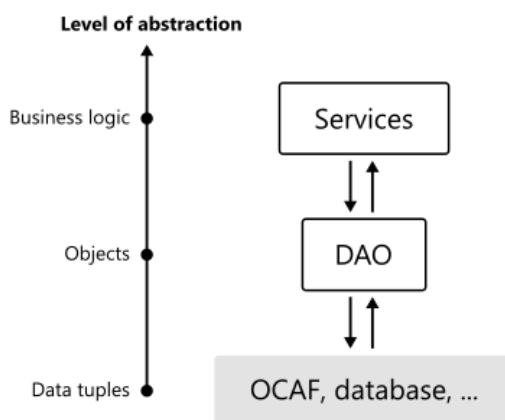 Level of abstraction
Business logic
Services
Objects
DAO
Data tuples
OCAF, database, ...